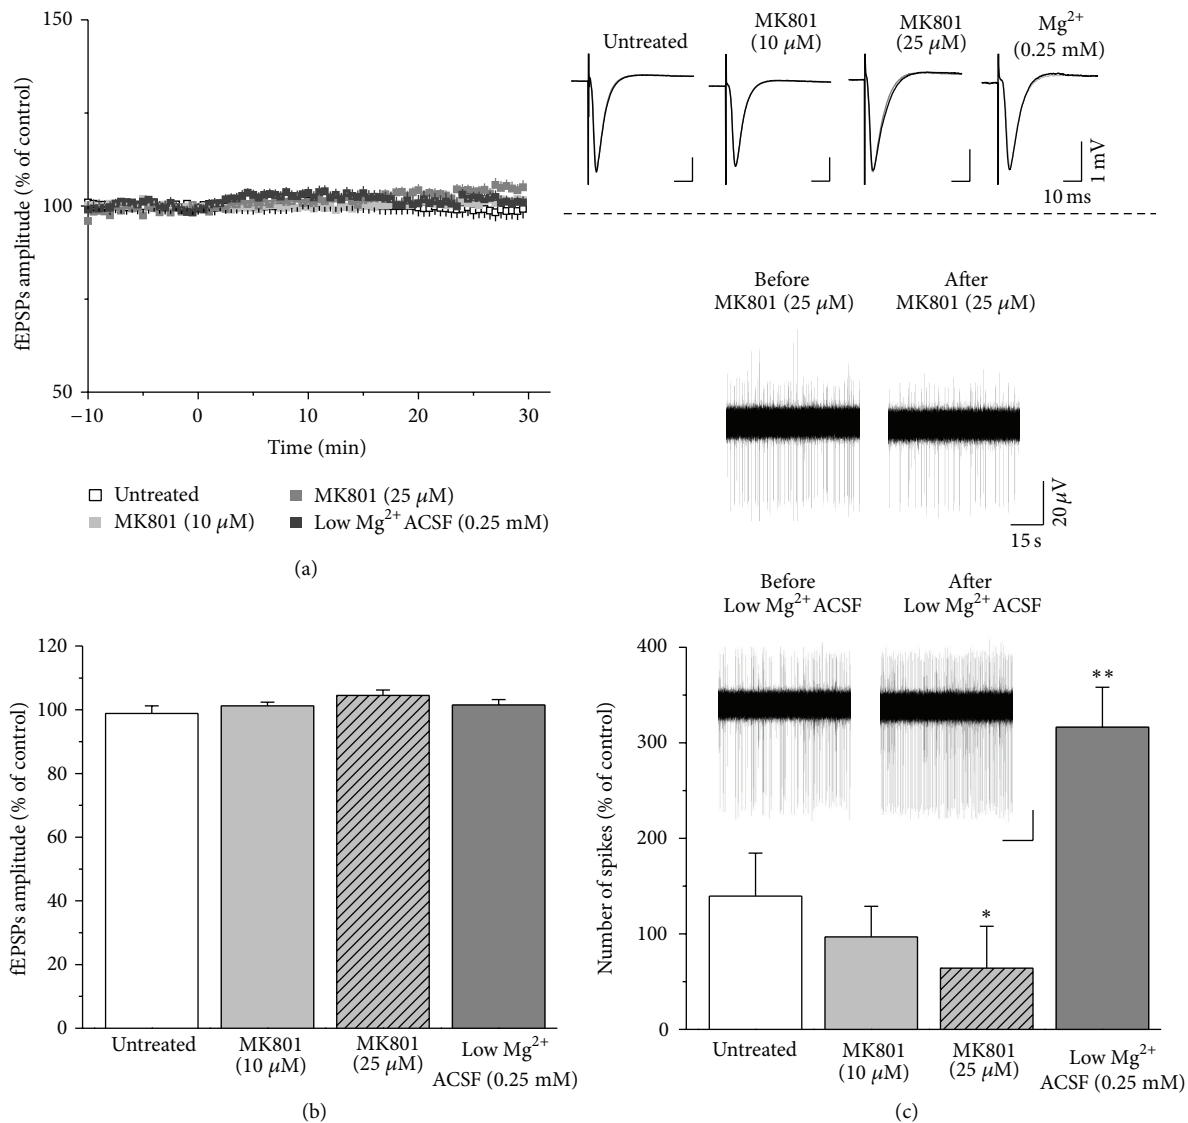 150
100
50
fEPSPs amplitude (% of control)
−10
0
10
20
30
Time (min)
Untreated
MK801 (10 μM)
MK801 (25 μM)
Low Mg²⁺ ACSF (0.25 mM)
(a)
Untreated
MK801
(10 μM)
MK801
(25 μM)
Mg²⁺
(0.25 mM)
1 mV
10 ms
Before
MK801 (25 μM)
After
MK801 (25 μM)
20 μV
15 s
Before
Low Mg²⁺ ACSF
After
Low Mg²⁺ ACSF
120
100
80
60
40
20
0
fEPSPs amplitude (% of control)
Untreated
MK801
(10 μM)
MK801
(25 μM)
Low Mg²⁺
ACSF (0.25 mM)
(b)
400
300
200
100
0
Number of spikes (% of control)
*
**
Untreated
MK801
(10 μM)
MK801
(25 μM)
Low Mg²⁺
ACSF (0.25 mM)
(c)